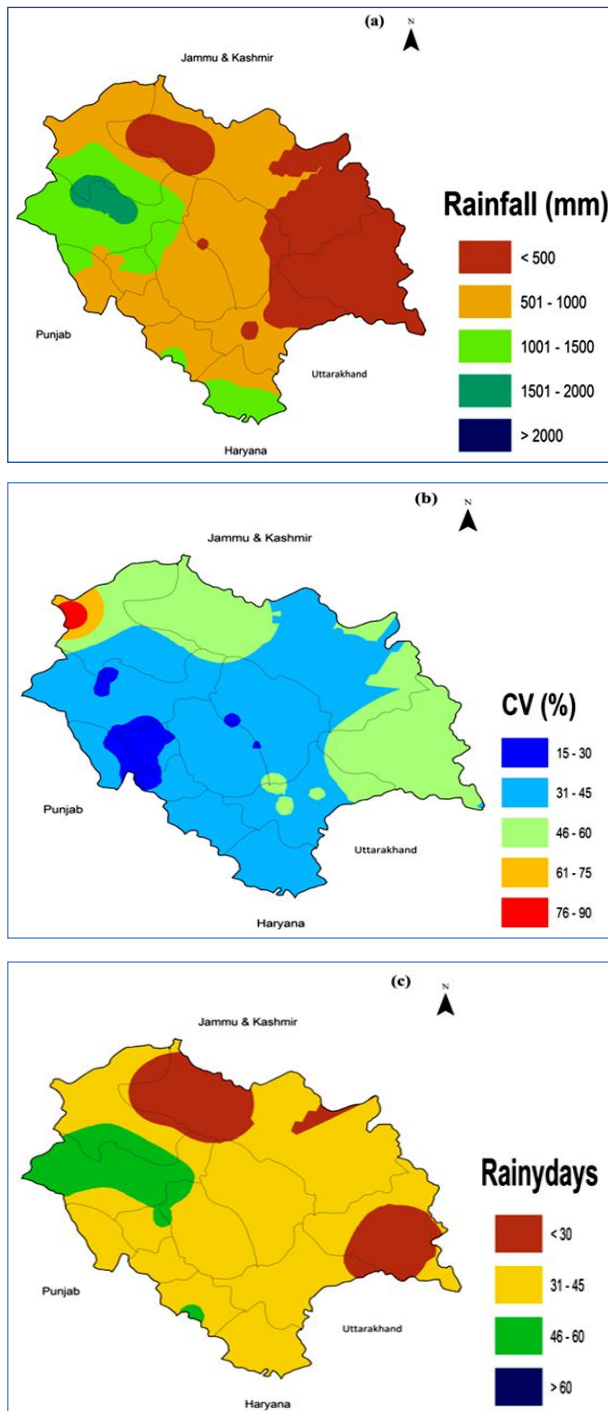 (a)
N
Jammu & Kashmir
Rainfall (mm)
< 500
501 - 1000
Punjab
1001 - 1500
Uttarakhand
1501 - 2000
> 2000
Haryana
(b)
N
Jammu & Kashmir
CV (%)
15 - 30
31 - 45
Punjab
46 - 60
Uttarakhand
61 - 75
76 - 90
Haryana
(c)
N
Jammu & Kashmir
Rainydays
< 30
31 - 45
Punjab
46 - 60
Uttarakhand
> 60
Haryana